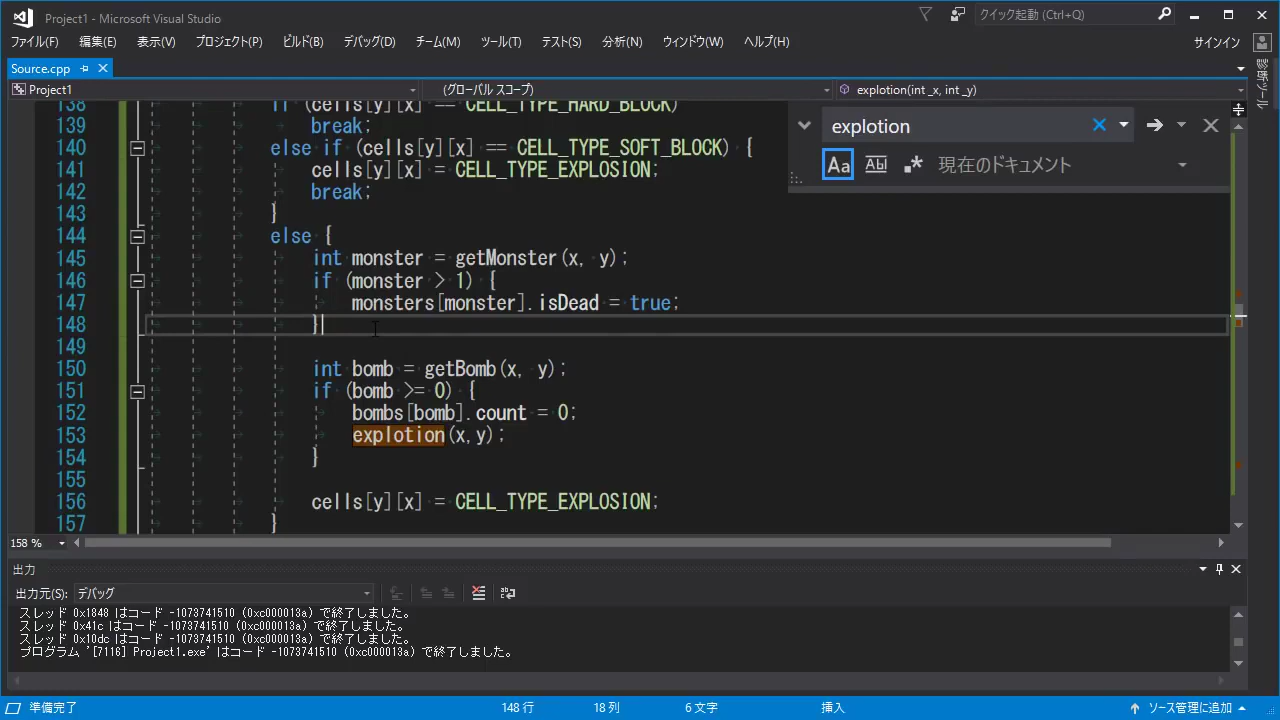 Project1 - Microsoft Visual Studio
クイック起動 (Ctrl+Q)
ファイル(F) 編集(E) 表示(V) プロジェクト(P) ビルド(B) デバッグ(D) チーム(M) ツール(T) テスト(S) 分析(N) ウィンドウ(W) ヘルプ(H)
サインイン
Source.cpp
診断ツール
Project1 (グローバル スコープ) explotion(int _x, int _y)
explotion
Aa Abl 現在のドキュメント
138 if (cells[y][x] == CELL_TYPE_HARD_BLOCK)
139 break;
140 else if (cells[y][x] == CELL_TYPE_SOFT_BLOCK) {
141 cells[y][x] = CELL_TYPE_EXPLOSION;
142 break;
143 }
144 else {
145 int monster = getMonster(x, y);
146 if (monster > 1) {
147 monsters[monster].isDead = true;
148 }
149
150 int bomb = getBomb(x, y);
151 if (bomb >= 0) {
152 bombs[bomb].count = 0;
153 explotion(x,y);
154 }
155
156 cells[y][x] = CELL_TYPE_EXPLOSION;
157 }
158 %
出力
出力元(S): デバッグ
スレッド 0x1848 はコード -1073741510 (0xc000013a) で終了しました。
スレッド 0x41c はコード -1073741510 (0xc000013a) で終了しました。
スレッド 0x10dc はコード -1073741510 (0xc000013a) で終了しました。
プログラム '[7116] Project1.exe' はコード -1073741510 (0xc000013a) で終了しました。
準備完了 148 行 18 列 6 文字 挿入 ソース管理に追加